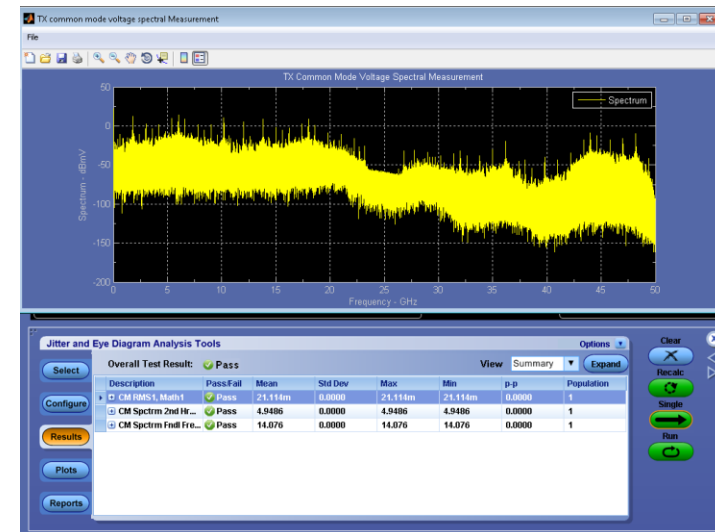 TX common mode voltage spectral Measurement
File
TX Common Mode Voltage Spectral Measurement
Spectrum
50
0
-50
-100
-150
-200
Spectrum - dBmV
0 5 10 15 20 25 30 35 40 45 50
Frequency - GHz
Jitter and Eye Diagram Analysis Tools
Options
Clear
Select
Overall Test Result: Pass
View Summary Expand
Recalc
Description Pass/Fail Mean Std Dev Max Min p-p Population
Configure
CM RMS1, Math1 Pass 21.114m 0.0000 21.114m 21.114m 0.0000 1
Single
CM Spctrm 2nd Hr... Pass 4.9486 0.0000 4.9486 4.9486 0.0000 1
CM Spctrm Fndl Fre... Pass 14.076 0.0000 14.076 14.076 0.0000 1
Results
Run
Plots
Reports